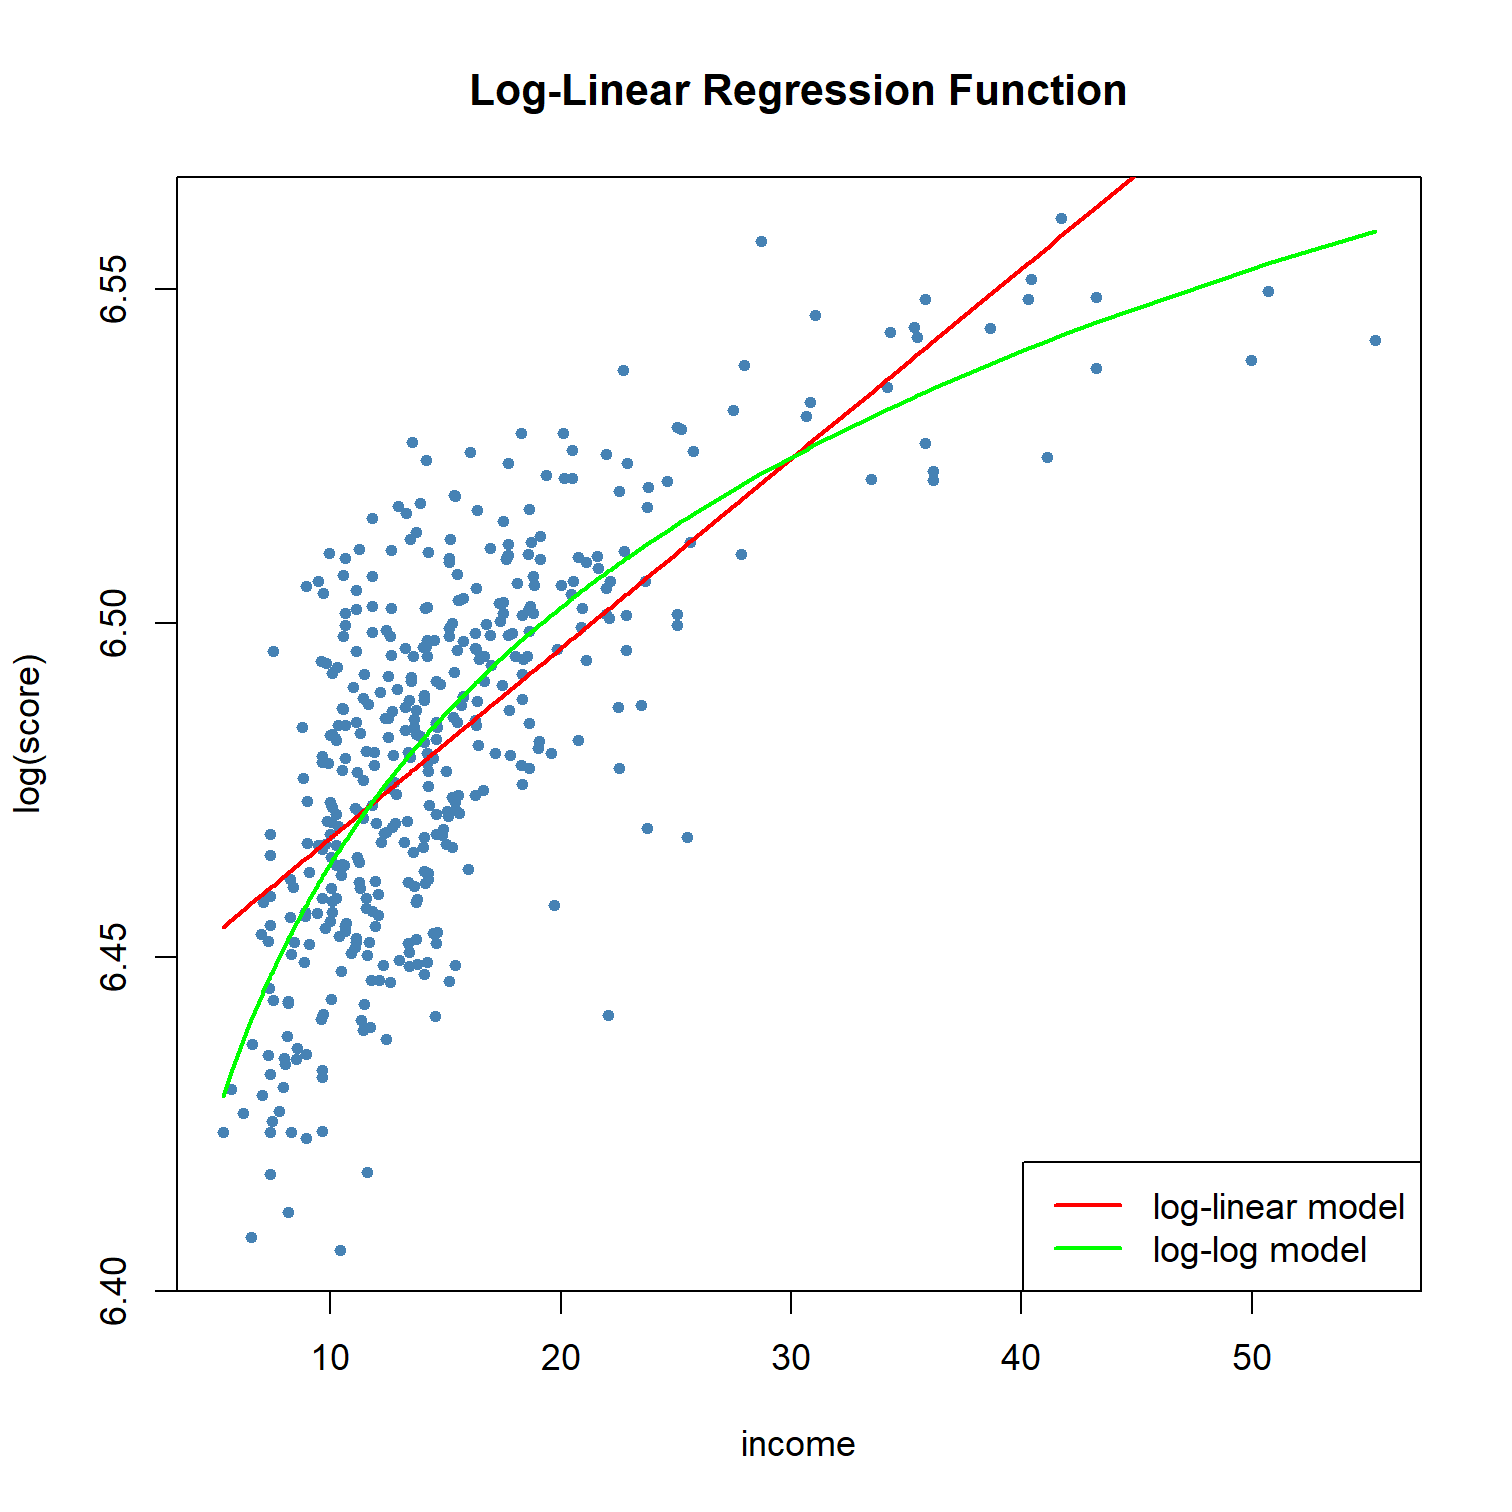 Log-Linear Regression Function
log(score)
6.55
6.50
6.45
6.40
10 20 30 40 50
income
log-linear model
log-log model